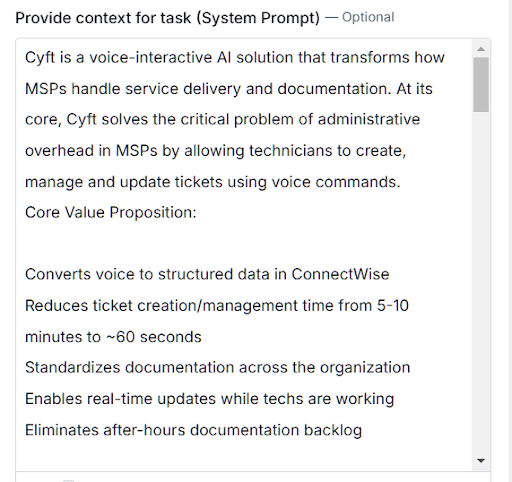 Provide context for task (System Prompt) — Optional
Cyft is a voice-interactive AI solution that transforms how
MSPs handle service delivery and documentation. At its
core, Cyft solves the critical problem of administrative
overhead in MSPs by allowing technicians to create,
manage and update tickets using voice commands.
Core Value Proposition:
Converts voice to structured data in ConnectWise
Reduces ticket creation/management time from 5-10
minutes to ~60 seconds
Standardizes documentation across the organization
Enables real-time updates while techs are working
Eliminates after-hours documentation backlog